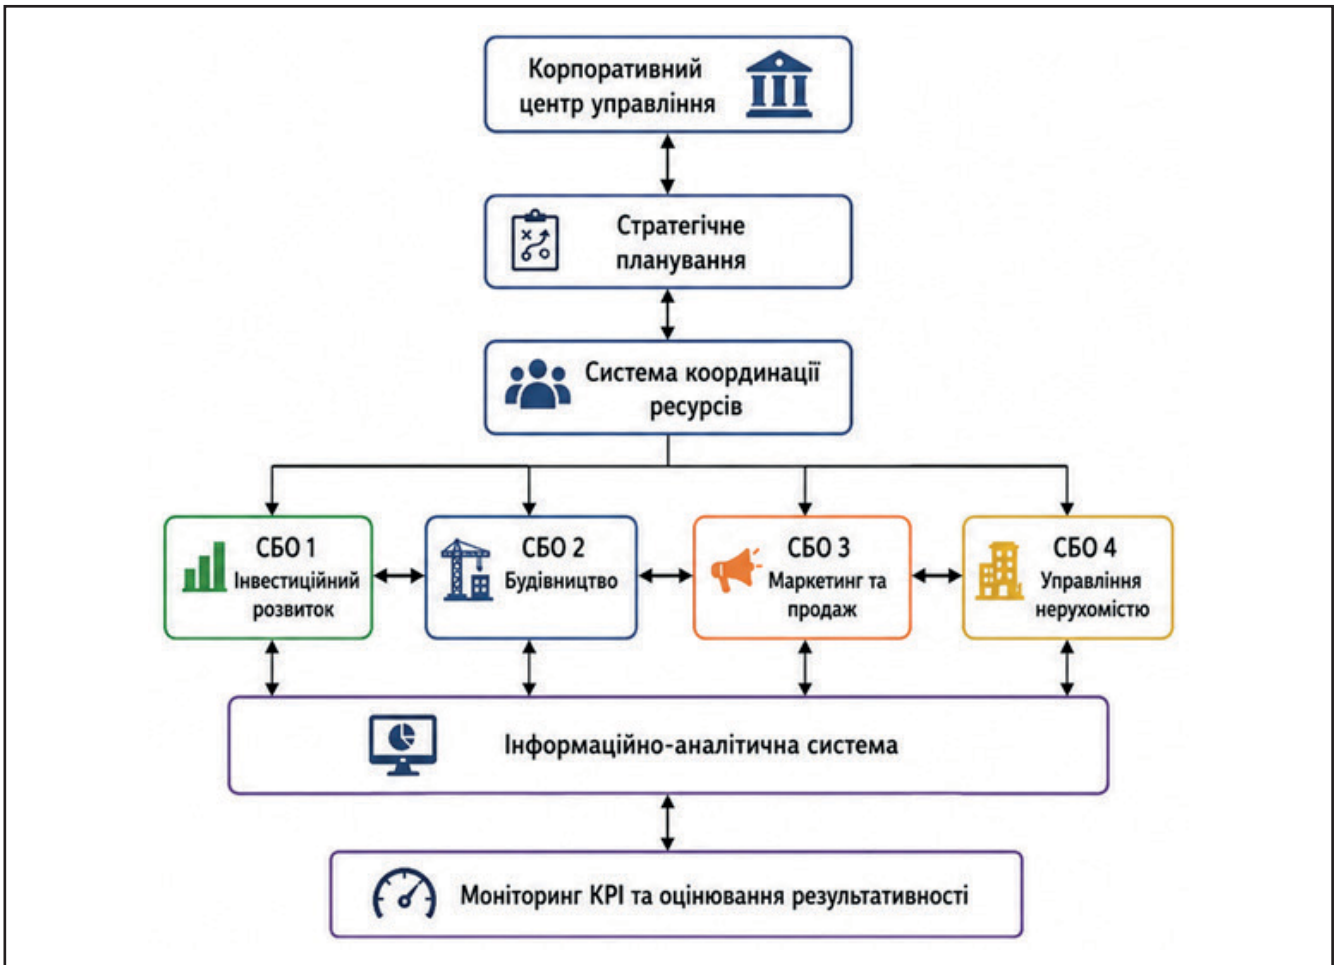 Корпоративний
центр управління
Стратегічне
планування
Система координації
ресурсів
СБО 1
Інвестиційний
розвиток
СБО 2
Будівництво
СБО 3
Маркетинг та
продаж
СБО 4
Управління
нерухомістю
Інформаційно-аналітична система
Моніторинг KPI та оцінювання результативності